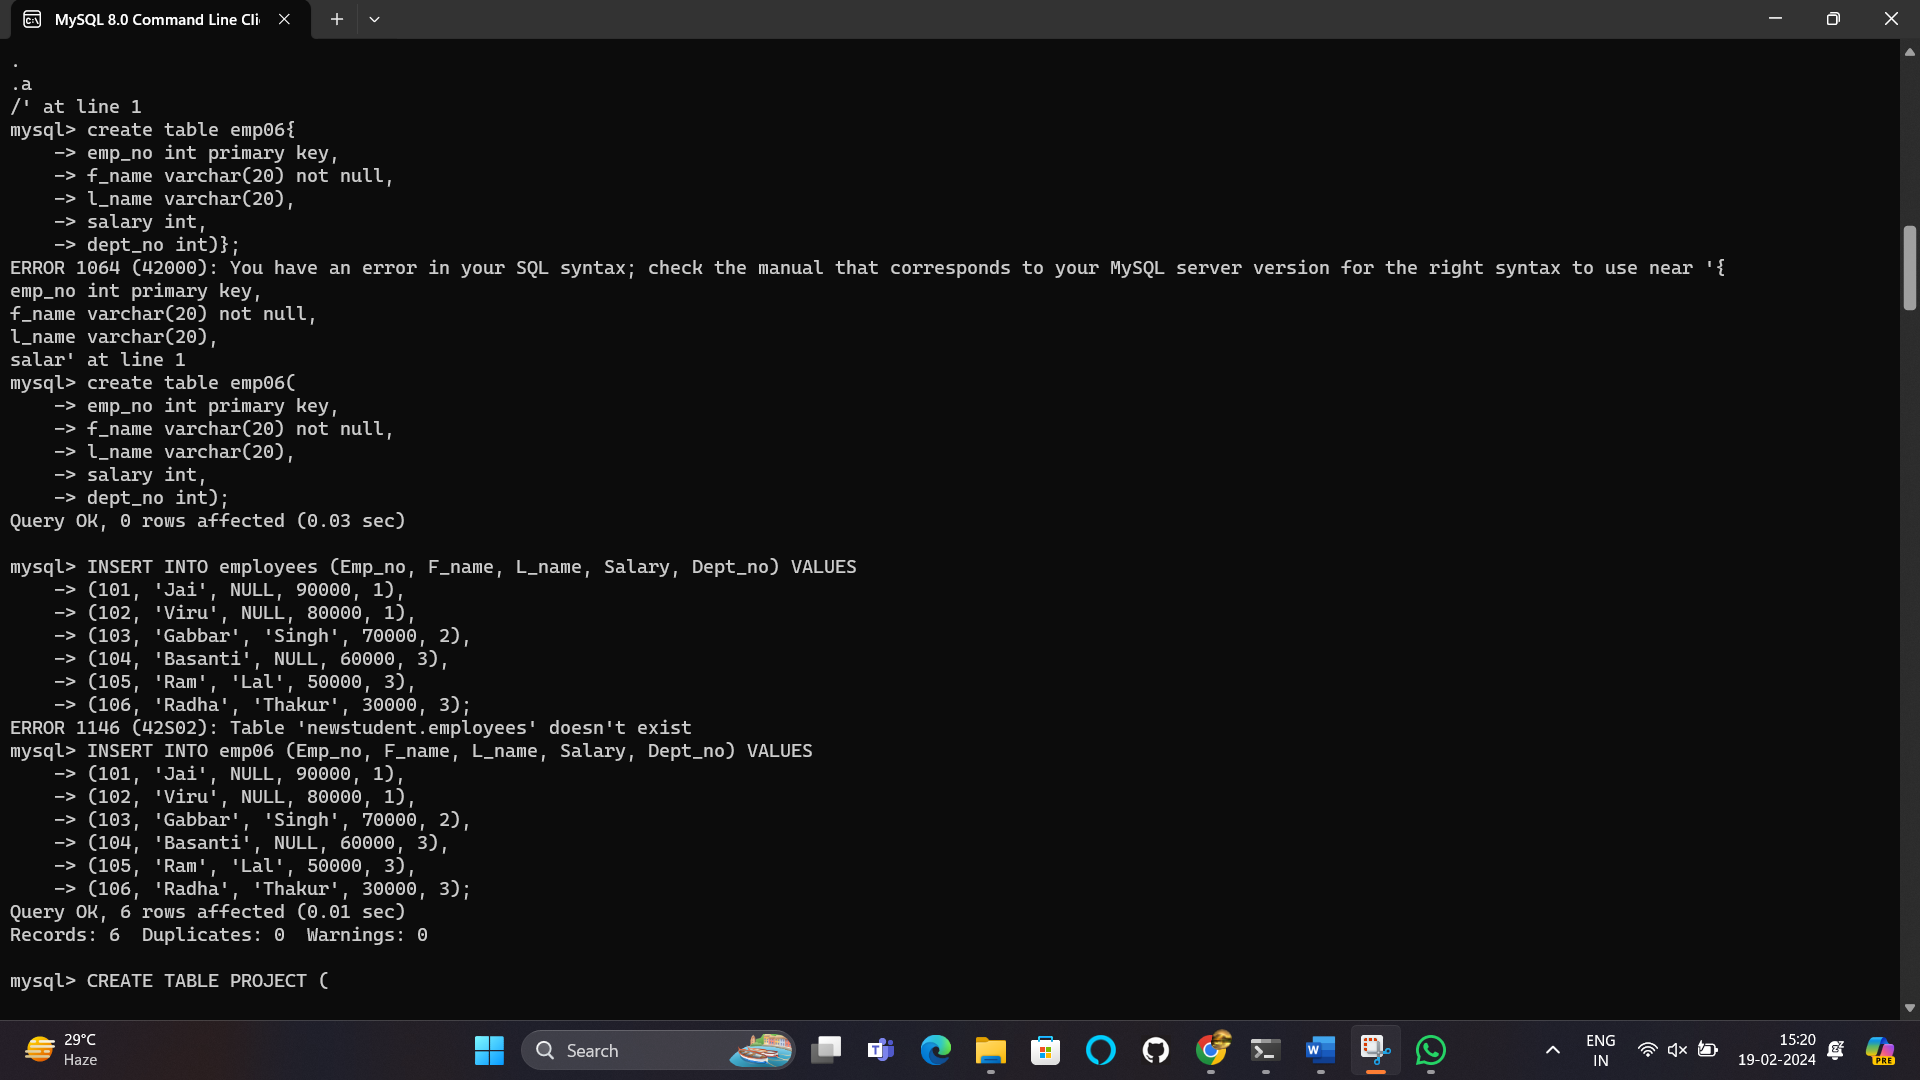 MySQL 8.0 Command Line Cli
.
.a
/' at line 1
mysql> create table emp06{
    -> emp_no int primary key,
    -> f_name varchar(20) not null,
    -> l_name varchar(20),
    -> salary int,
    -> dept_no int)};
ERROR 1064 (42000): You have an error in your SQL syntax; check the manual that corresponds to your MySQL server version for the right syntax to use near '{
emp_no int primary key,
f_name varchar(20) not null,
l_name varchar(20),
salar' at line 1
mysql> create table emp06(
    -> emp_no int primary key,
    -> f_name varchar(20) not null,
    -> l_name varchar(20),
    -> salary int,
    -> dept_no int);
Query OK, 0 rows affected (0.03 sec)

mysql> INSERT INTO employees (Emp_no, F_name, L_name, Salary, Dept_no) VALUES
    -> (101, 'Jai', NULL, 90000, 1),
    -> (102, 'Viru', NULL, 80000, 1),
    -> (103, 'Gabbar', 'Singh', 70000, 2),
    -> (104, 'Basanti', NULL, 60000, 3),
    -> (105, 'Ram', 'Lal', 50000, 3),
    -> (106, 'Radha', 'Thakur', 30000, 3);
ERROR 1146 (42S02): Table 'newstudent.employees' doesn't exist
mysql> INSERT INTO emp06 (Emp_no, F_name, L_name, Salary, Dept_no) VALUES
    -> (101, 'Jai', NULL, 90000, 1),
    -> (102, 'Viru', NULL, 80000, 1),
    -> (103, 'Gabbar', 'Singh', 70000, 2),
    -> (104, 'Basanti', NULL, 60000, 3),
    -> (105, 'Ram', 'Lal', 50000, 3),
    -> (106, 'Radha', 'Thakur', 30000, 3);
Query OK, 6 rows affected (0.01 sec)
Records: 6  Duplicates: 0  Warnings: 0

mysql> CREATE TABLE PROJECT (
29°C
Haze
Search
ENG
IN
15:20
19-02-2024
PRE